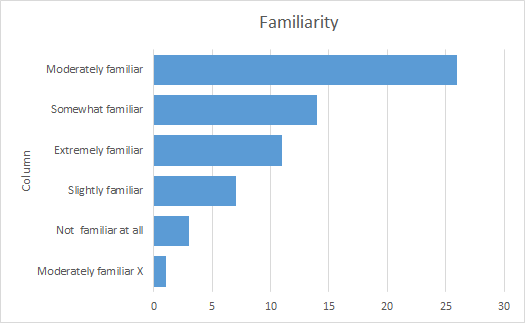 Familiarity
Column
Moderately familiar
Somewhat familiar
Extremely familiar
Slightly familiar
Not  familiar at all
Moderately familiar X
0 5 10 15 20 25 30